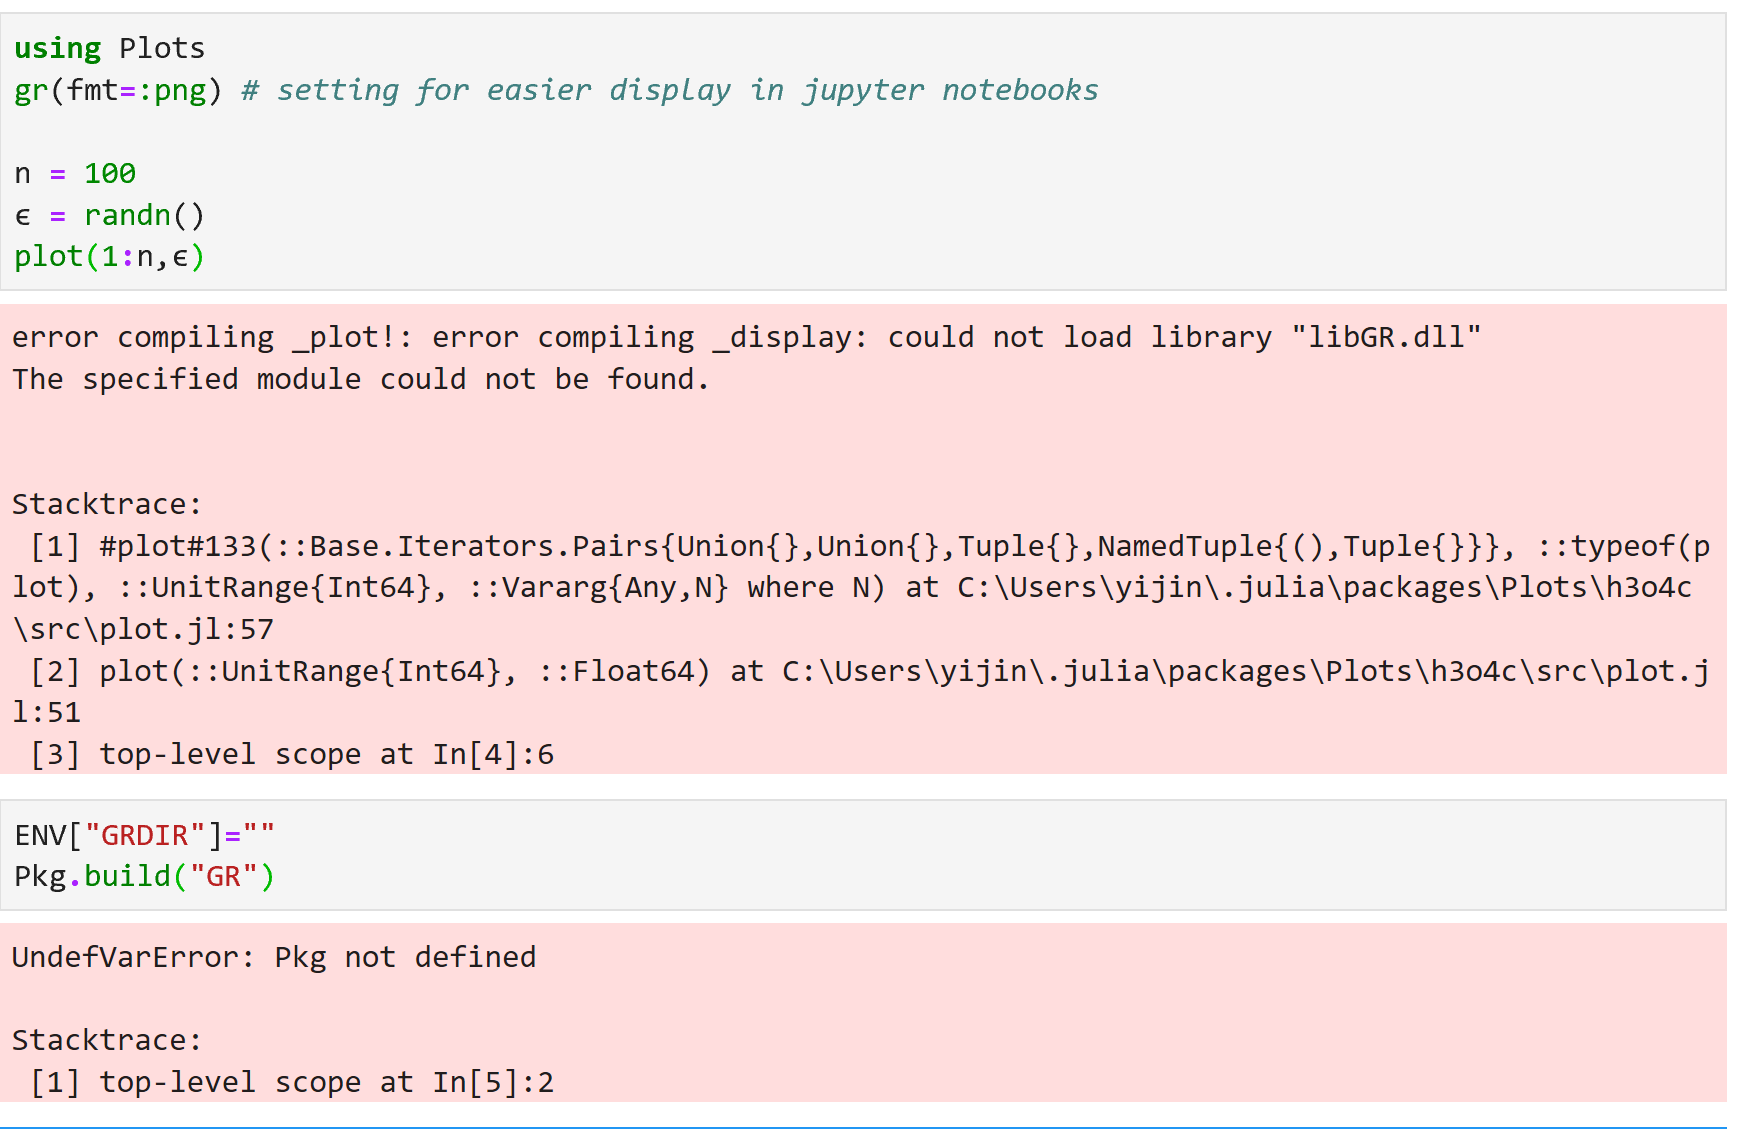 using Plots
gr(fmt=:png) # setting for easier display in jupyter notebooks
n = 100
ϵ = randn()
plot(1:n,ϵ)
error compiling _plot!: error compiling _display: could not load library "libGR.dll"
The specified module could not be found.
Stacktrace:
 [1] #plot#133(::Base.Iterators.Pairs{Union{},Union{},Tuple{},NamedTuple{(),Tuple{}}}, ::typeof(p
lot), ::UnitRange{Int64}, ::Vararg{Any,N} where N) at C:\Users\yijin\.julia\packages\Plots\h3o4c
\src\plot.jl:57
 [2] plot(::UnitRange{Int64}, ::Float64) at C:\Users\yijin\.julia\packages\Plots\h3o4c\src\plot.j
l:51
 [3] top-level scope at In[4]:6
ENV["GRDIR"]=""
Pkg.build("GR")
UndefVarError: Pkg not defined
Stacktrace:
 [1] top-level scope at In[5]:2